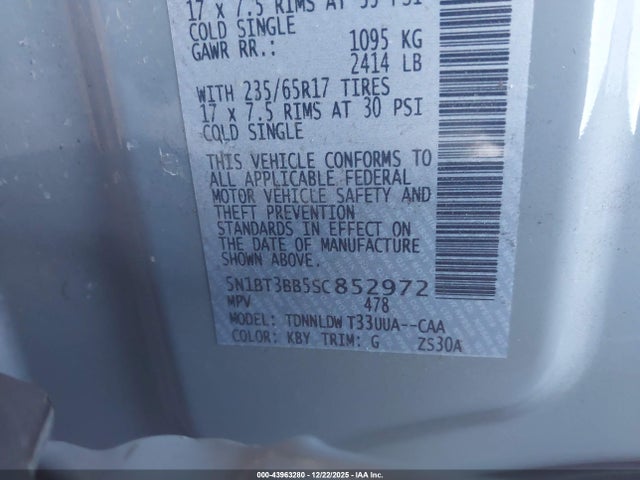 17 x 7.5 RIMS AT 35 PSI
COLD SINGLE
GAWR RR.: 1095 KG
2414 LB
WITH 235/65R17 TIRES
17 x 7.5 RIMS AT 30 PSI
COLD SINGLE
THIS VEHICLE CONFORMS TO
ALL APPLICABLE FEDERAL
MOTOR VEHICLE SAFETY AND
THEFT PREVENTION
STANDARDS IN EFFECT ON
THE DATE OF MANUFACTURE
SHOWN ABOVE.
5N1BT3BB5SC852972
MPV 478
MODEL: TDNNLDW T33UUA--CAA
COLOR: KBY TRIM: G ZS30A
000-43963280 - 12/22/2025 - IAA Inc.